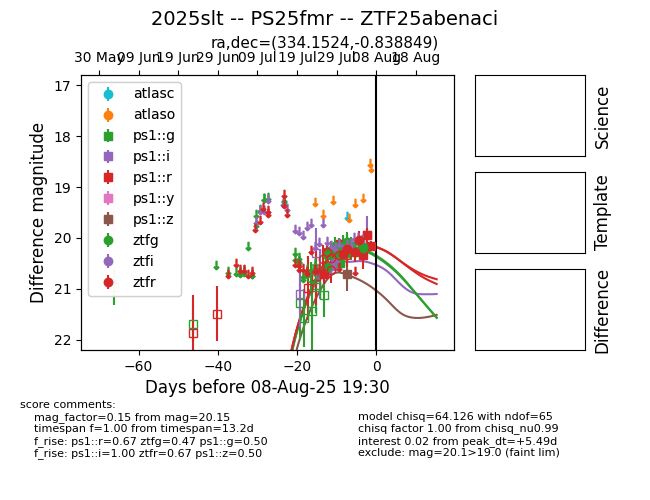 2025slt -- PS25fmr -- ZTF25abenaci
ra,dec=(334.1524,-0.838849)
30 May 09 Jun 19 Jun 29 Jun 09 Jul 19 Jul 29 Jul 08 Aug 18 Aug
17
18
19
20
21
22
Difference magnitude
atlasc
atlaso
ps1::g
ps1::i
ps1::r
ps1::y
ps1::z
ztfg
ztfi
ztfr
−60 −40 −20 0
Days before 08-Aug-25 19:30
Science
Template
Difference
score comments:
mag_factor=0.15 from mag=20.15
timespan f=1.00 from timespan=13.2d
f_rise: ps1::r=0.67 ztfg=0.47 ps1::g=0.50
f_rise: ps1::i=1.00 ztfr=0.67 ps1::z=0.50
model chisq=64.126 with ndof=65
chisq factor 1.00 from chisq_nu0.99
interest 0.02 from peak_dt=+5.49d
exclude: mag=20.1>19.0 (faint lim)